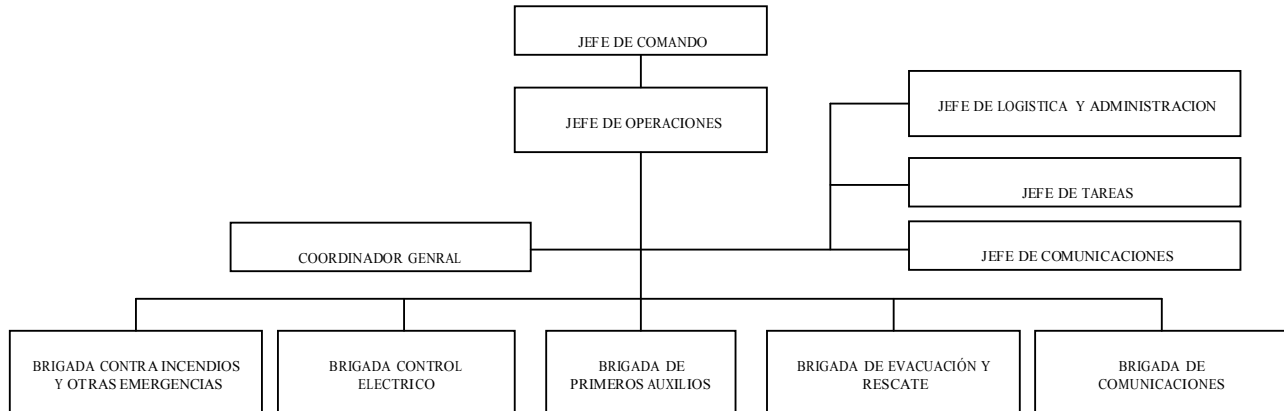 JEFE DE COMANDO
JEFE DE OPERACIONES
JEFE DE LOGISTICA Y ADMINISTRACION
JEFE DE TAREAS
COORDINADOR GENRAL
JEFE DE COMUNICACIONES
BRIGADA CONTRA INCENDIOS
Y OTRAS EMERGENCIAS
BRIGADA CONTROL
ELECTRICO
BRIGADA DE
PRIMEROS AUXILIOS
BRIGADA DE EVACUACIÓN Y
RESCATE
BRIGADA DE
COMUNICACIONES